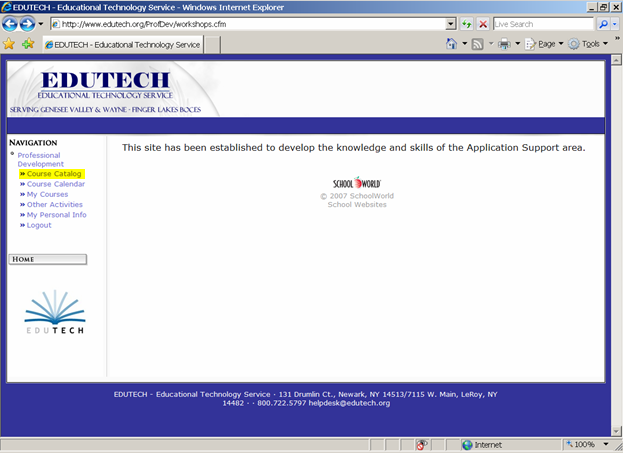 EDUTECH - Educational Technology Service - Windows Internet Explorer
http://www.edutech.org/ProfDev/workshops.cfm
Live Search
EDUTECH - Educational Technology Service
Page
Tools
EDUTECH
EDUCATIONAL TECHNOLOGY SERVICE
SERVING GENESEE VALLEY & WAYNE - FINGER LAKES BOCES
NAVIGATION
Professional
Development
» Course Catalog
» Course Calendar
» My Courses
» Other Activities
» My Personal Info
» Logout
HOME
EDUTECH
This site has been established to develop the knowledge and skills of the Application Support area.
SCHOOL WORLD
© 2007 SchoolWorld
School Websites
EDUTECH - Educational Technology Service - 131 Drumlin Ct., Newark, NY 14513/7115 W. Main, LeRoy, NY
14482 - - 800.722.5797 helpdesk@edutech.org
Internet
100%